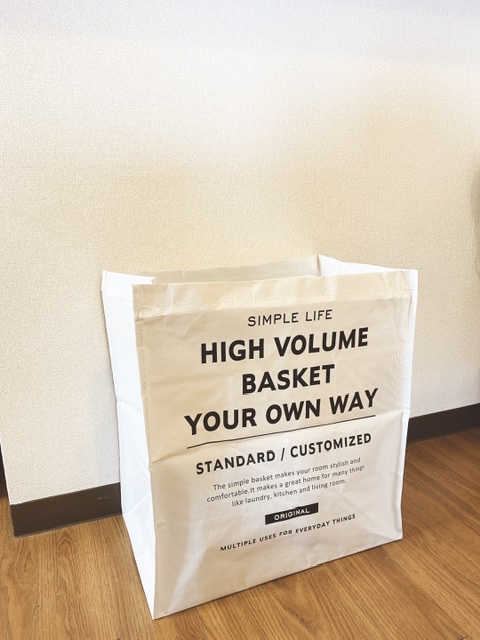 SIMPLE LIFE
HIGH VOLUME
BASKET
YOUR OWN WAY
STANDARD / CUSTOMIZED
The simple basket makes your room stylish and
comfortable.It makes a great home for many things
like laundry, kitchen and living room.
ORIGINAL
MULTIPLE USES FOR EVERYDAY THINGS